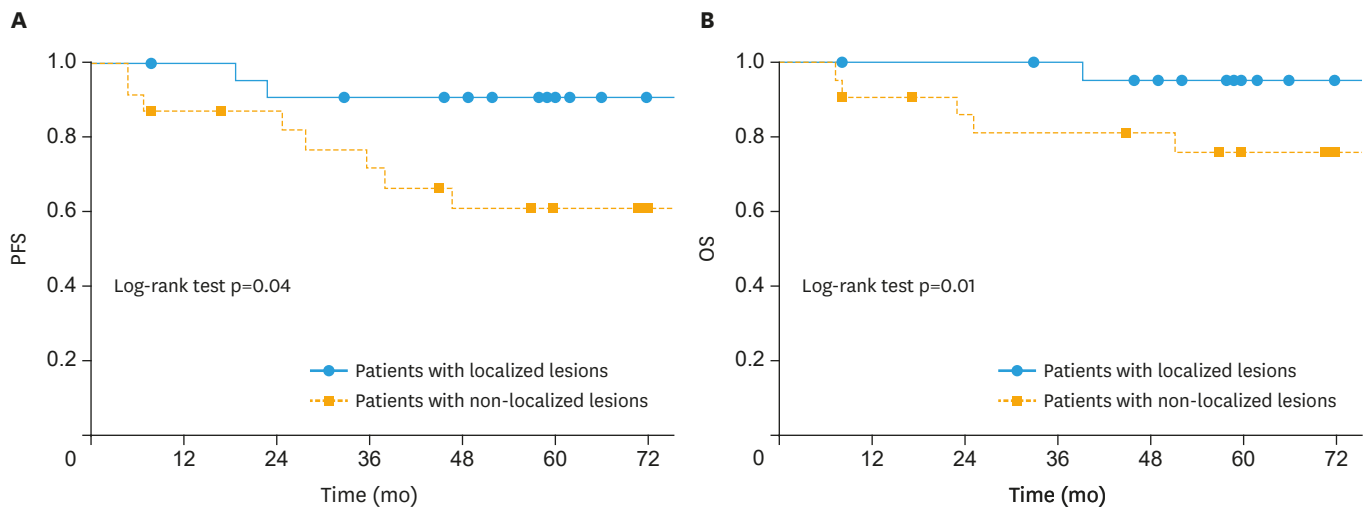 A
1.0
0.8
0.6
0.4
0.2
PFS
Log-rank test p=0.04
Patients with localized lesions
Patients with non-localized lesions
0 12 24 36 48 60 72
Time (mo)
B
1.0
0.8
0.6
0.4
0.2
OS
Log-rank test p=0.01
Patients with localized lesions
Patients with non-localized lesions
0 12 24 36 48 60 72
Time (mo)